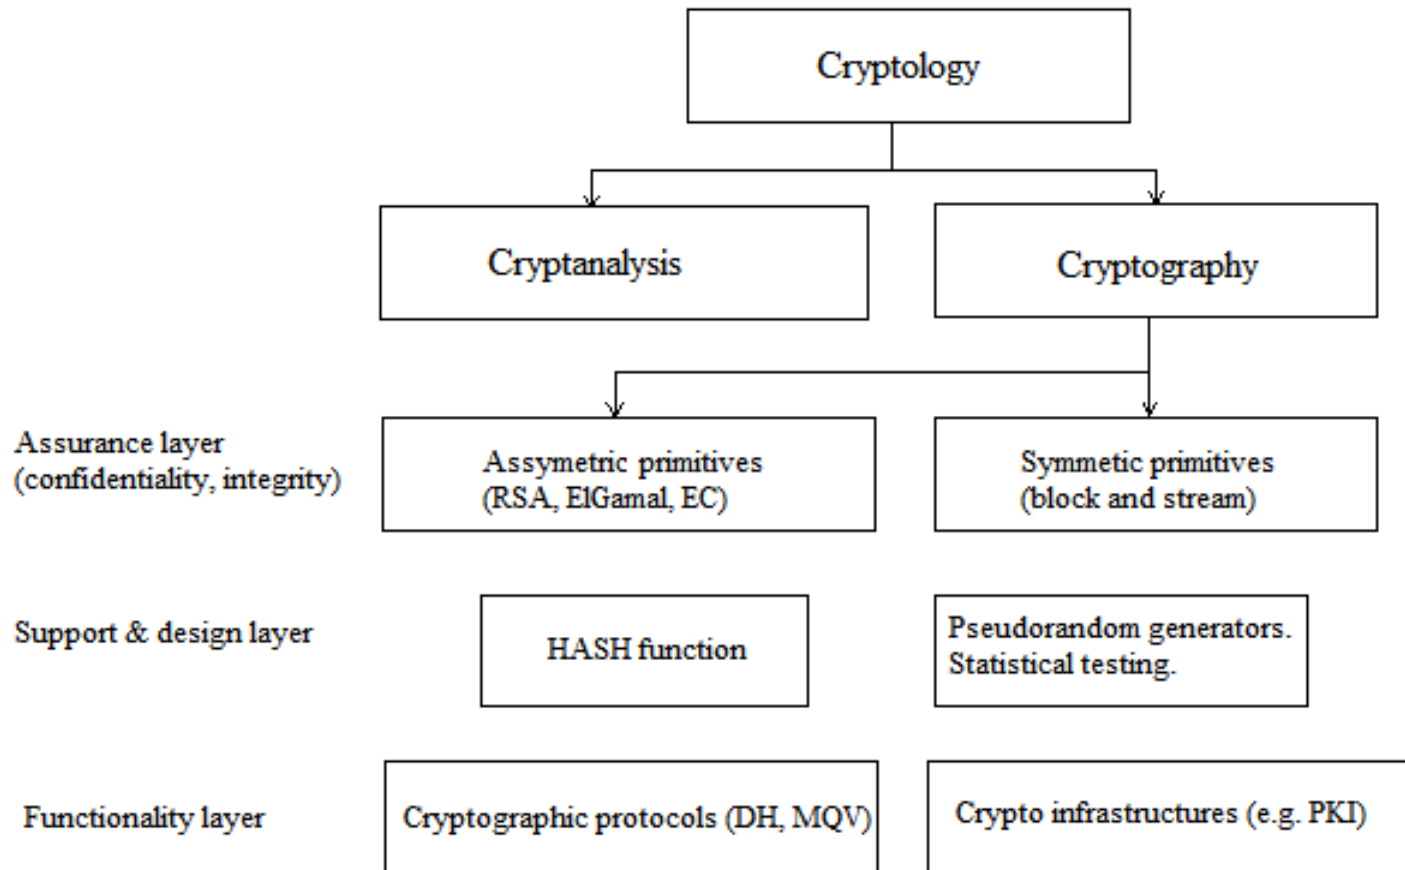 Cryptology
Cryptanalysis
Cryptography
Assurance layer
(confidentiality, integrity)
Assymetric primitives
(RSA, ElGamal, EC)
Symmetic primitives
(block and stream)
Support & design layer
HASH function
Pseudorandom generators.
Statistical testing.
Functionality layer
Cryptographic protocols (DH, MQV)
Crypto infrastructures (e.g. PKI)